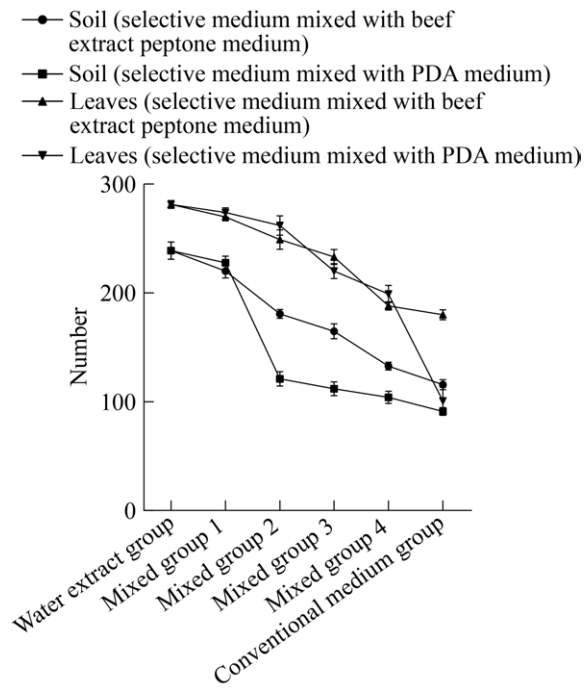 Soil (selective medium mixed with beef
extract peptone medium)
Soil (selective medium mixed with PDA medium)
Leaves (selective medium mixed with beef
extract peptone medium)
Leaves (selective medium mixed with PDA medium)
300
200
100
0
Number
Water extract group
Mixed group 1
Mixed group 2
Mixed group 3
Mixed group 4
Conventional medium group